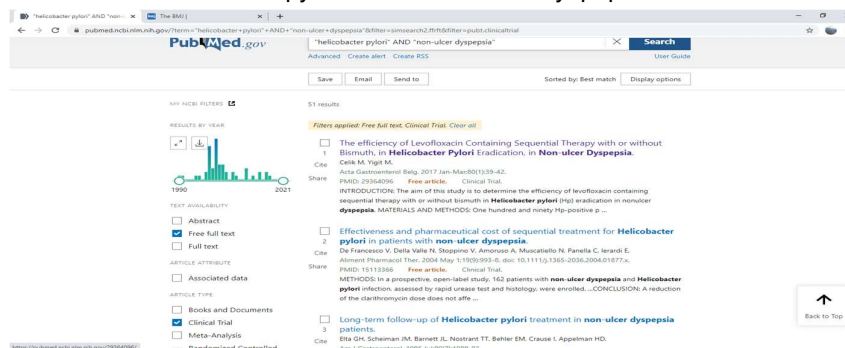 "helicobacter pylori" AND "non-u
The BMJ |
pubmed.ncbi.nlm.nih.gov/?term="helicobacter+pylori"+AND+"non-ulcer+dyspepsia"&filter=simsearch2.ffrft&filter=pubt.clinicaltrial
PubMed.gov
"helicobacter pylori" AND "non-ulcer dyspepsia"
Search
Advanced Create alert Create RSS
User Guide
Save Email Send to
Sorted by: Best match
Display options
MY NCBI FILTERS
51 results
RESULTS BY YEAR
1990
2021
TEXT AVAILABILITY
Abstract
Free full text
Full text
ARTICLE ATTRIBUTE
Associated data
ARTICLE TYPE
Books and Documents
Clinical Trial
Meta-Analysis
Randomized Controlled
Filters applied: Free full text, Clinical Trial. Clear all
1
Cite
Share
The efficiency of Levofloxacin Containing Sequential Therapy with or without
Bismuth, in Helicobacter Pylori Eradication, in Non-ulcer Dyspepsia.
Celik M, Yigit M.
Acta Gastroenterol Belg. 2017 Jan-Mar;80(1):39-42.
PMID: 29364096 Free article. Clinical Trial.
INTRODUCTION: The aim of this study is to determine the efficiency of levofloxacin containing
sequential therapy with or without bismuth in Helicobacter pylori (Hp) eradication in nonulcer
dyspepsia. MATERIALS AND METHODS: One hundred and ninety Hp-positive p ...
2
Cite
Share
Effectiveness and pharmaceutical cost of sequential treatment for Helicobacter
pylori in patients with non-ulcer dyspepsia.
De Francesco V, Della Valle N, Stoppino V, Amoruso A, Muscatiello N, Panella C, Ierardi E.
Aliment Pharmacol Ther. 2004 May 1;19(9):993-8. doi: 10.1111/j.1365-2036.2004.01877.x.
PMID: 15113366 Free article. Clinical Trial.
METHODS: In a prospective, open-label study, 162 patients with non-ulcer dyspepsia and Helicobacter
pylori infection, assessed by rapid urease test and histology, were enrolled. ...CONCLUSION: A reduction
of the clarithromycin dose does not affe ...
3
Cite
Long-term follow-up of Helicobacter pylori treatment in non-ulcer dyspepsia
patients.
Elta GH, Scheiman JM, Barnett JL, Nostrant TT, Behler EM, Crause I, Appelman HD.
Back to Top
https://pubmed.ncbi.nlm.nih.gov/29364096/